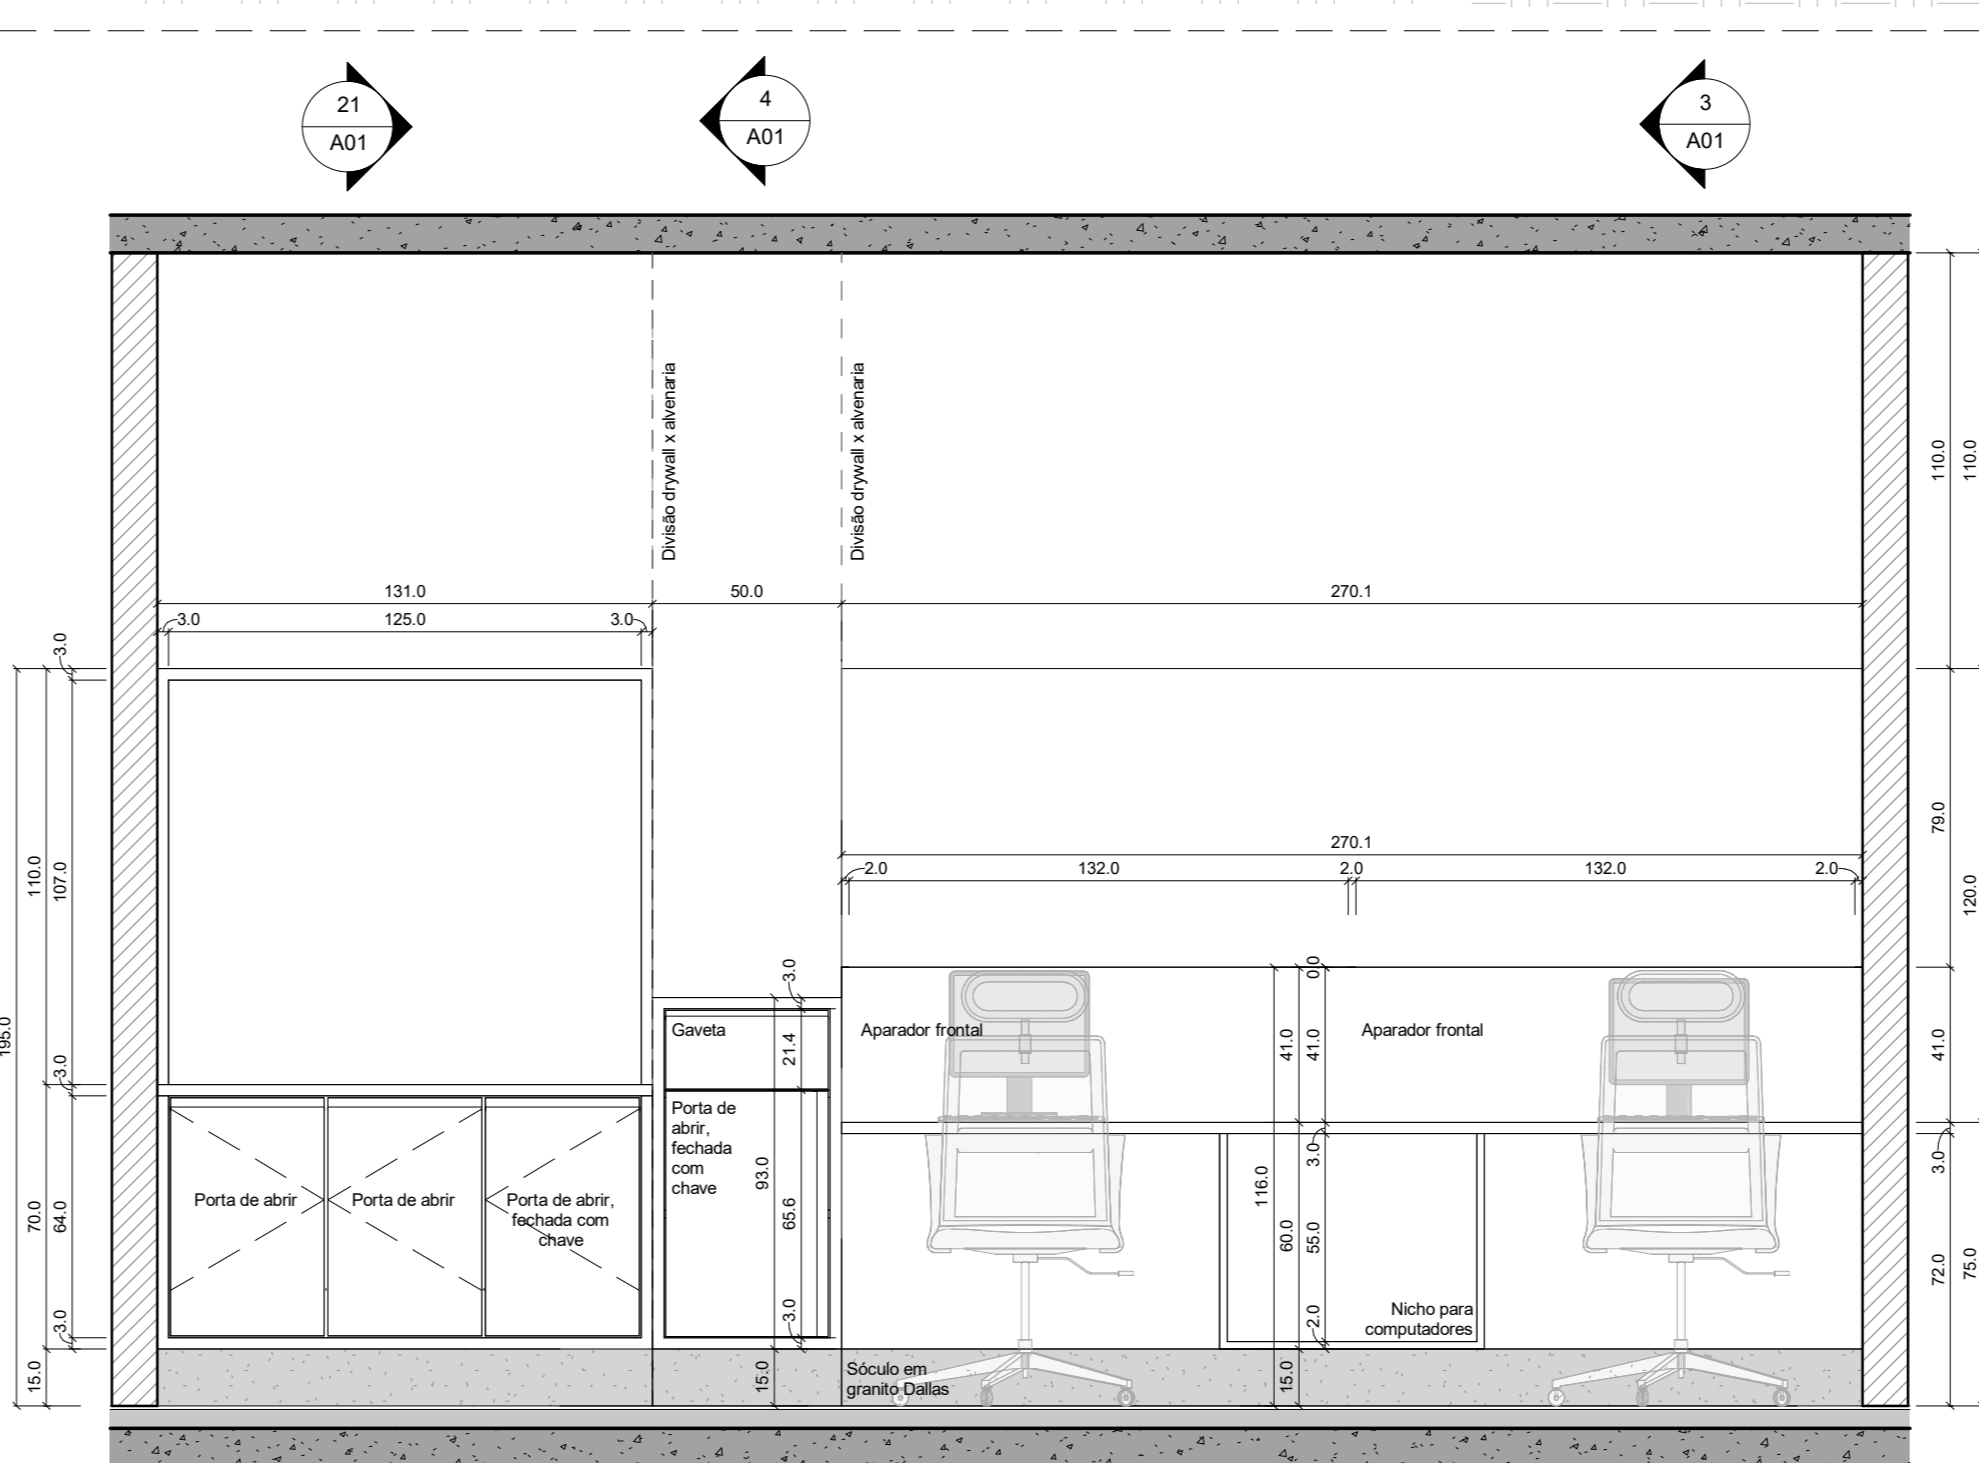 21
A01
4
A01
3
A01
Divisão drywall x alvenaria
Divisão drywall x alvenaria
110.0
110.0
131.0
50.0
270.1
3.0
125.0
3.0
3.0
270.1
2.0
132.0
2.0
132.0
2.0
110.0
107.0
79.0
120.0
195.0
3.0
3.0
0.0
Gaveta
21.4
Aparador frontal
41.0
41.0
Aparador frontal
41.0
Porta de
abrir,
fechada
com
chave
93.0
65.6
3.0
116.0
60.0
55.0
3.0
3.0
70.0
64.0
Porta de abrir
Porta de abrir
Porta de abrir,
fechada com
chave
72.0
75.0
3.0
2.0
Nicho para
computadores
15.0
15.0
Sóculo em
granito Dallas
15.0